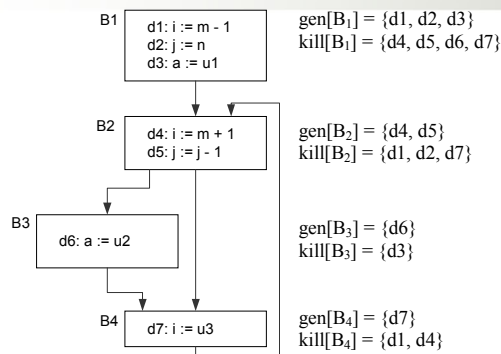 B1
d1: i := m - 1
d2: j := n
d3: a := u1
gen[B₁] = {d1, d2, d3}
kill[B₁] = {d4, d5, d6, d7}
B2
d4: i := m + 1
d5: j := j - 1
gen[B₂] = {d4, d5}
kill[B₂] = {d1, d2, d7}
B3
d6: a := u2
gen[B₃] = {d6}
kill[B₃] = {d3}
B4
d7: i := u3
gen[B₄] = {d7}
kill[B₄] = {d1, d4}